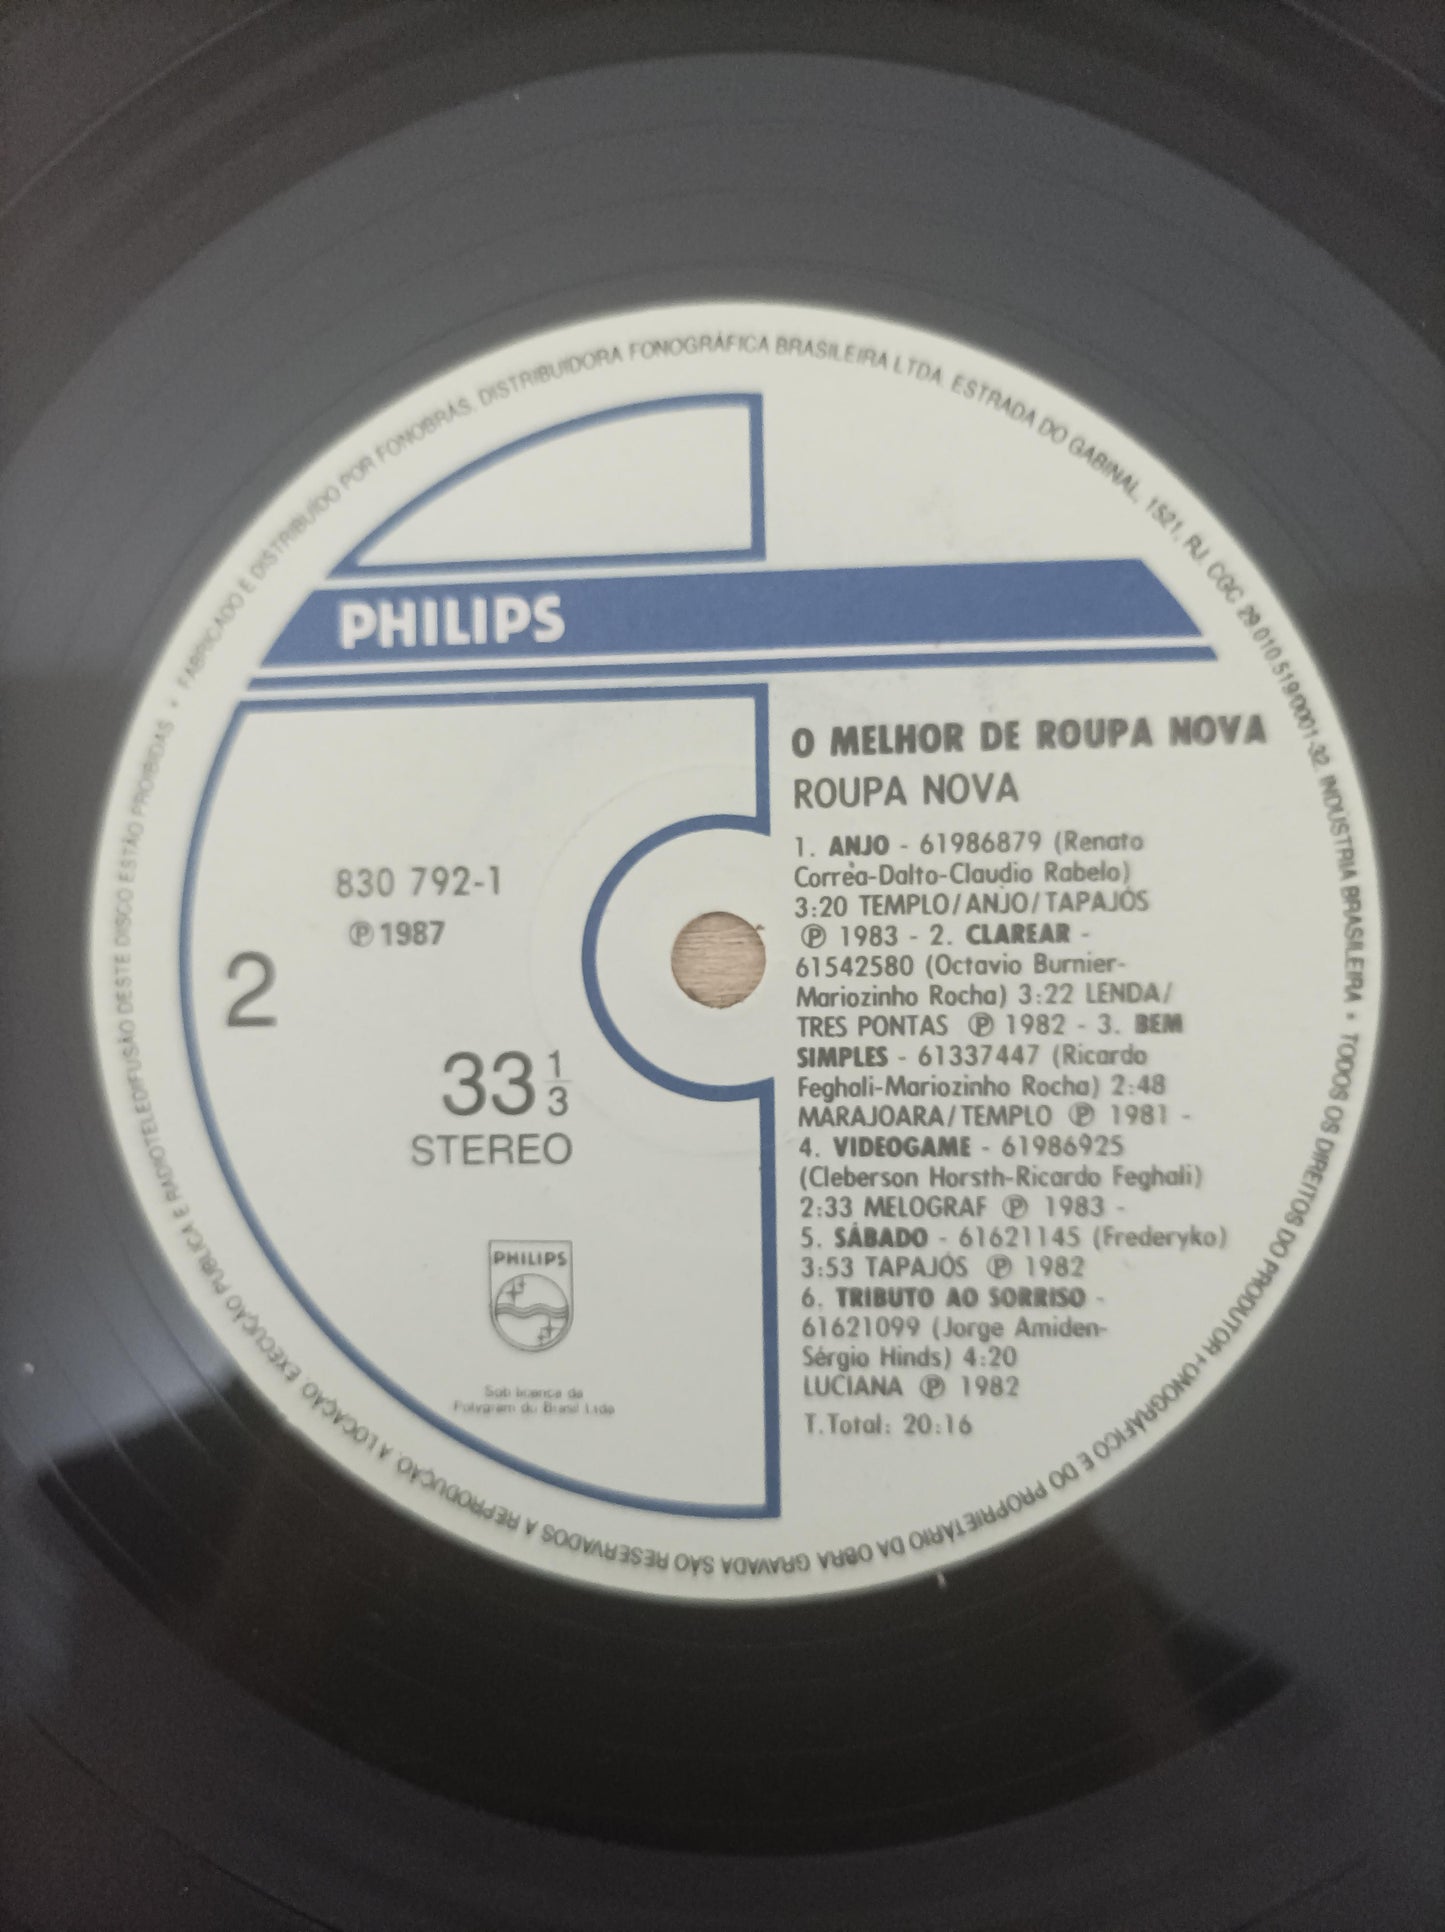 FABRICADO E DISTRIBUÍDO POR FONOBRÁS. DISTRIBUIDORA FONOGRÁFICA BRASILEIRA LTDA. ESTRADA DO GABINAL, 1521, RJ. CGC 29.010.519/0001-32. INDUSTRIA BRASILEIRA • TODOS OS DIREITOS DO PRODUTOR FONOGRÁFICO E DO PROPRIETÁRIO DA OBRA GRAVADA SÃO RESERVADOS A REPRODUÇÃO, A LOCAÇÃO, EXECUÇÃO PÚBLICA E RADIOTELEDIFUSÃO DESTE DISCO ESTÃO PROIBIDAS •
PHILIPS
O MELHOR DE ROUPA NOVA
ROUPA NOVA
1. ANJO - 61986879 (Renato
Corrêa-Dalto-Claudio Rabelo)
3:20 TEMPLO/ANJO/TAPAJÓS
℗ 1983 - 2. CLAREAR -
61542580 (Octavio Burnier-
Mariozinho Rocha) 3:22 LENDA/
TRES PONTAS ℗ 1982 - 3. BEM
SIMPLES - 61337447 (Ricardo
Feghali-Mariozinho Rocha) 2:48
MARAJOARA/TEMPLO ℗ 1981 -
4. VIDEOGAME - 61986925
(Cleberson Horsth-Ricardo Feghali)
2:33 MELOGRAF ℗ 1983 -
5. SÁBADO - 61621145 (Frederyko)
3:53 TAPAJÓS ℗ 1982
6. TRIBUTO AO SORRISO -
61621099 (Jorge Amiden-
Sérgio Hinds) 4:20
LUCIANA ℗ 1982
T.Total: 20:16
830 792-1
℗ 1987
2
33 1/3
STEREO
PHILIPS
Sob licença da
Polygram do Brasil Ltda